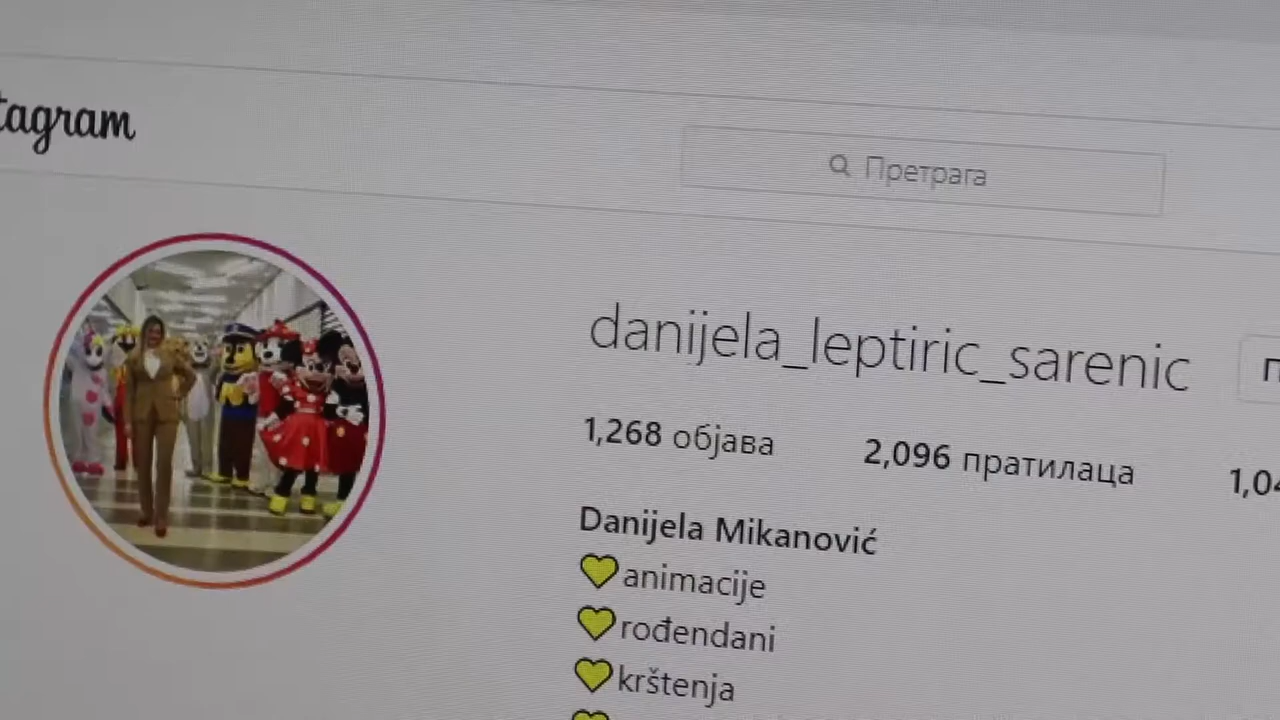 tagram
Претрага
danijela_leptiric_sarenic
1,268 објава 2,096 пратилаца
Danijela Mikanović
💛animacije
💛rođendani
💛krštenja